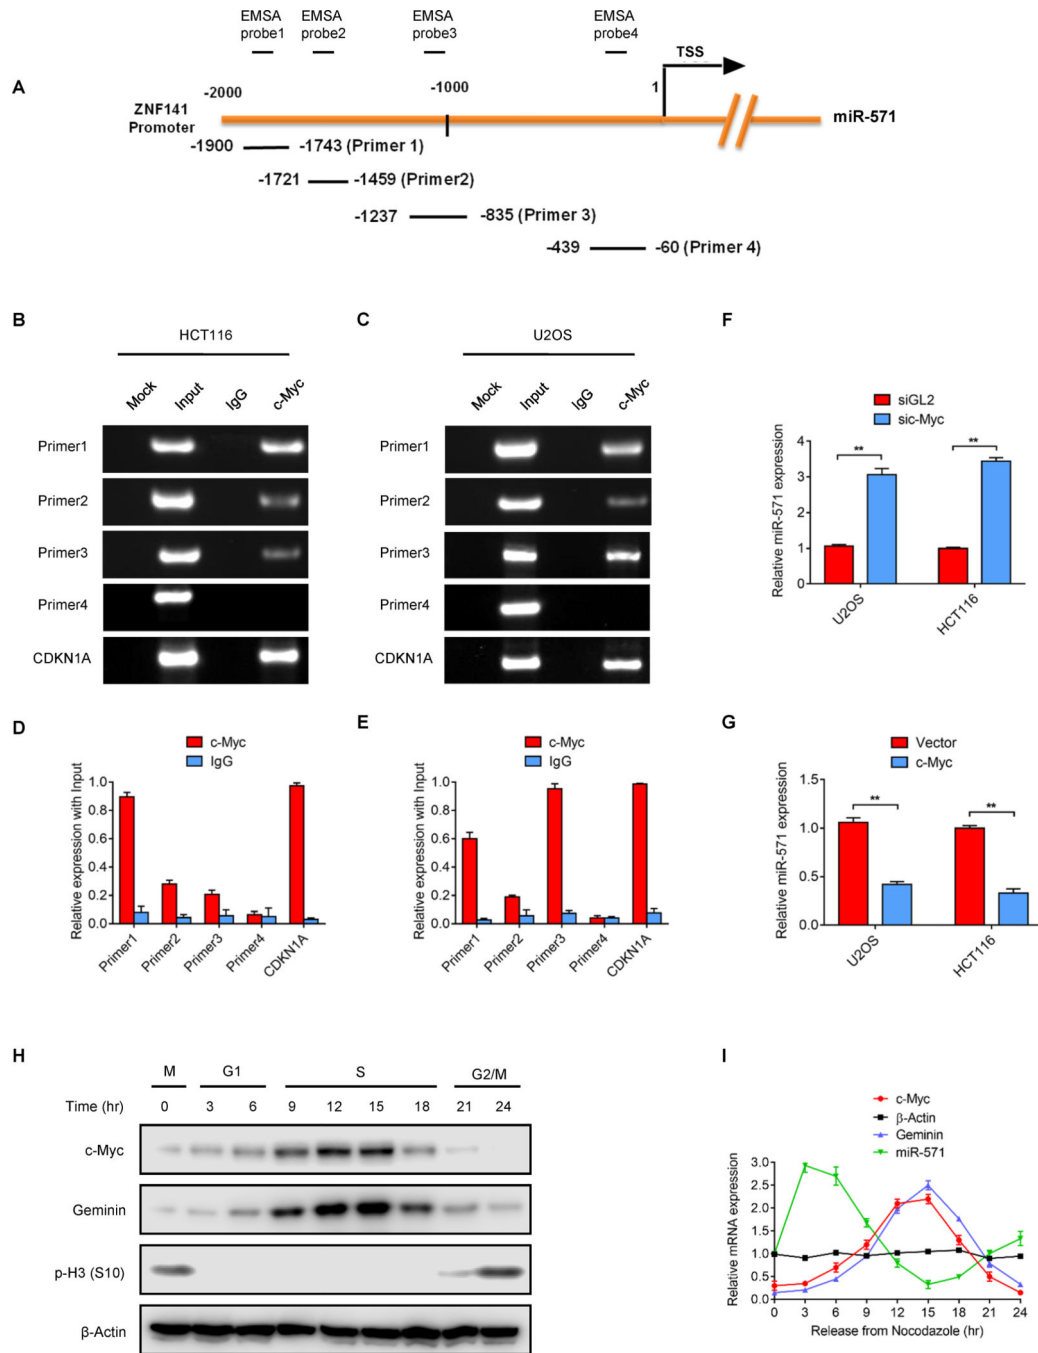 EMSA probe1
EMSA probe2
EMSA probe3
EMSA probe4
TSS
A
-2000
-1000
1
ZNF141 Promoter
miR-571
-1900
-1743 (Primer 1)
-1721
-1459 (Primer2)
-1237
-835 (Primer 3)
-439
-60 (Primer 4)
B
HCT116
Mock
Input
IgG
c-Myc
Primer1
Primer2
Primer3
Primer4
CDKN1A
C
U2OS
Mock
Input
IgG
c-Myc
Primer1
Primer2
Primer3
Primer4
CDKN1A
F
siGL2
sic-Myc
Relative miR-571 expression
4
3
2
1
0
**
**
U2OS
HCT116
D
c-Myc
IgG
Relative expression with Input
1.0
0.8
0.6
0.4
0.2
0.0
Primer1
Primer2
Primer3
Primer4
CDKN1A
E
c-Myc
IgG
Relative expression with Input
1.0
0.8
0.6
0.4
0.2
0.0
Primer1
Primer2
Primer3
Primer4
CDKN1A
G
Vector
c-Myc
Relative miR-571 expression
1.5
1.0
0.5
0.0
**
**
U2OS
HCT116
H
M G1 S G2/M
Time (hr) 0 3 6 9 12 15 18 21 24
c-Myc
Geminin
p-H3 (S10)
β-Actin
I
c-Myc
β-Actin
Geminin
miR-571
Relative mRNA expression
3.0
2.5
2.0
1.5
1.0
0.5
0.0
0 3 6 9 12 15 18 21 24
Release from Nocodazole (hr)